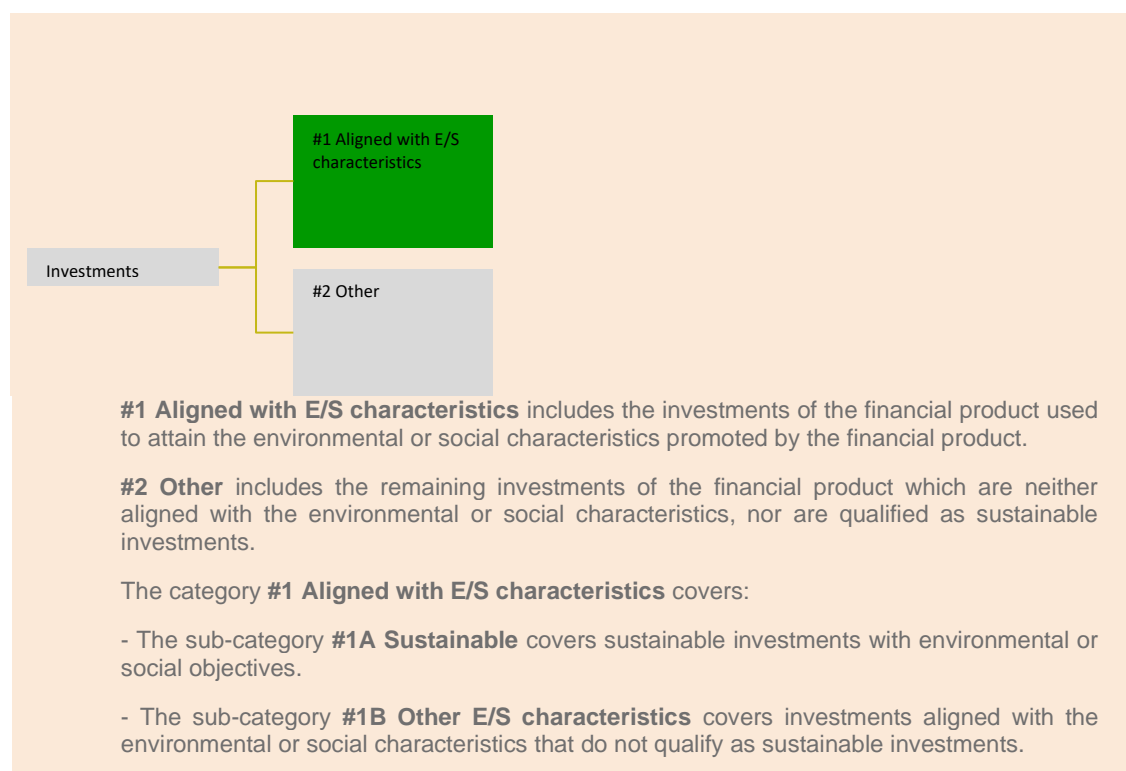 #1 Aligned with E/S
characteristics
Investments
#2 Other
#1 Aligned with E/S characteristics includes the investments of the financial product used
to attain the environmental or social characteristics promoted by the financial product.
#2 Other includes the remaining investments of the financial product which are neither
aligned with the environmental or social characteristics, nor are qualified as sustainable
investments.
The category #1 Aligned with E/S characteristics covers:
- The sub-category #1A Sustainable covers sustainable investments with environmental or
social objectives.
- The sub-category #1B Other E/S characteristics covers investments aligned with the
environmental or social characteristics that do not qualify as sustainable investments.